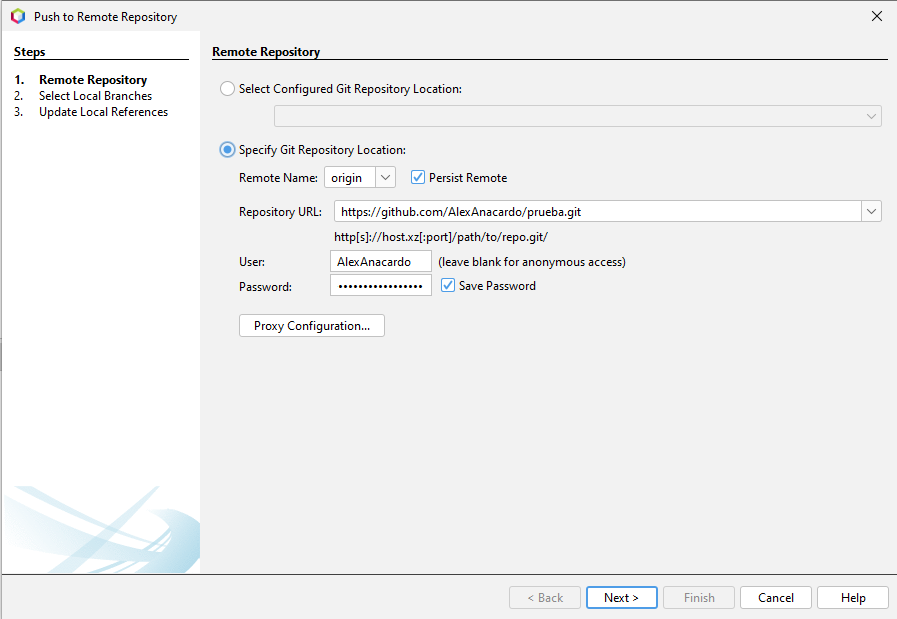 Push to Remote Repository
Steps
1. Remote Repository
2. Select Local Branches
3. Update Local References
Remote Repository
Select Configured Git Repository Location:
Specify Git Repository Location:
Remote Name: origin Persist Remote
Repository URL: https://github.com/AlexAnacardo/prueba.git
http[s]://host.xz[:port]/path/to/repo.git/
User: AlexAnacardo (leave blank for anonymous access)
Password: ••••••••••••••••• Save Password
Proxy Configuration...
< Back Next > Finish Cancel Help